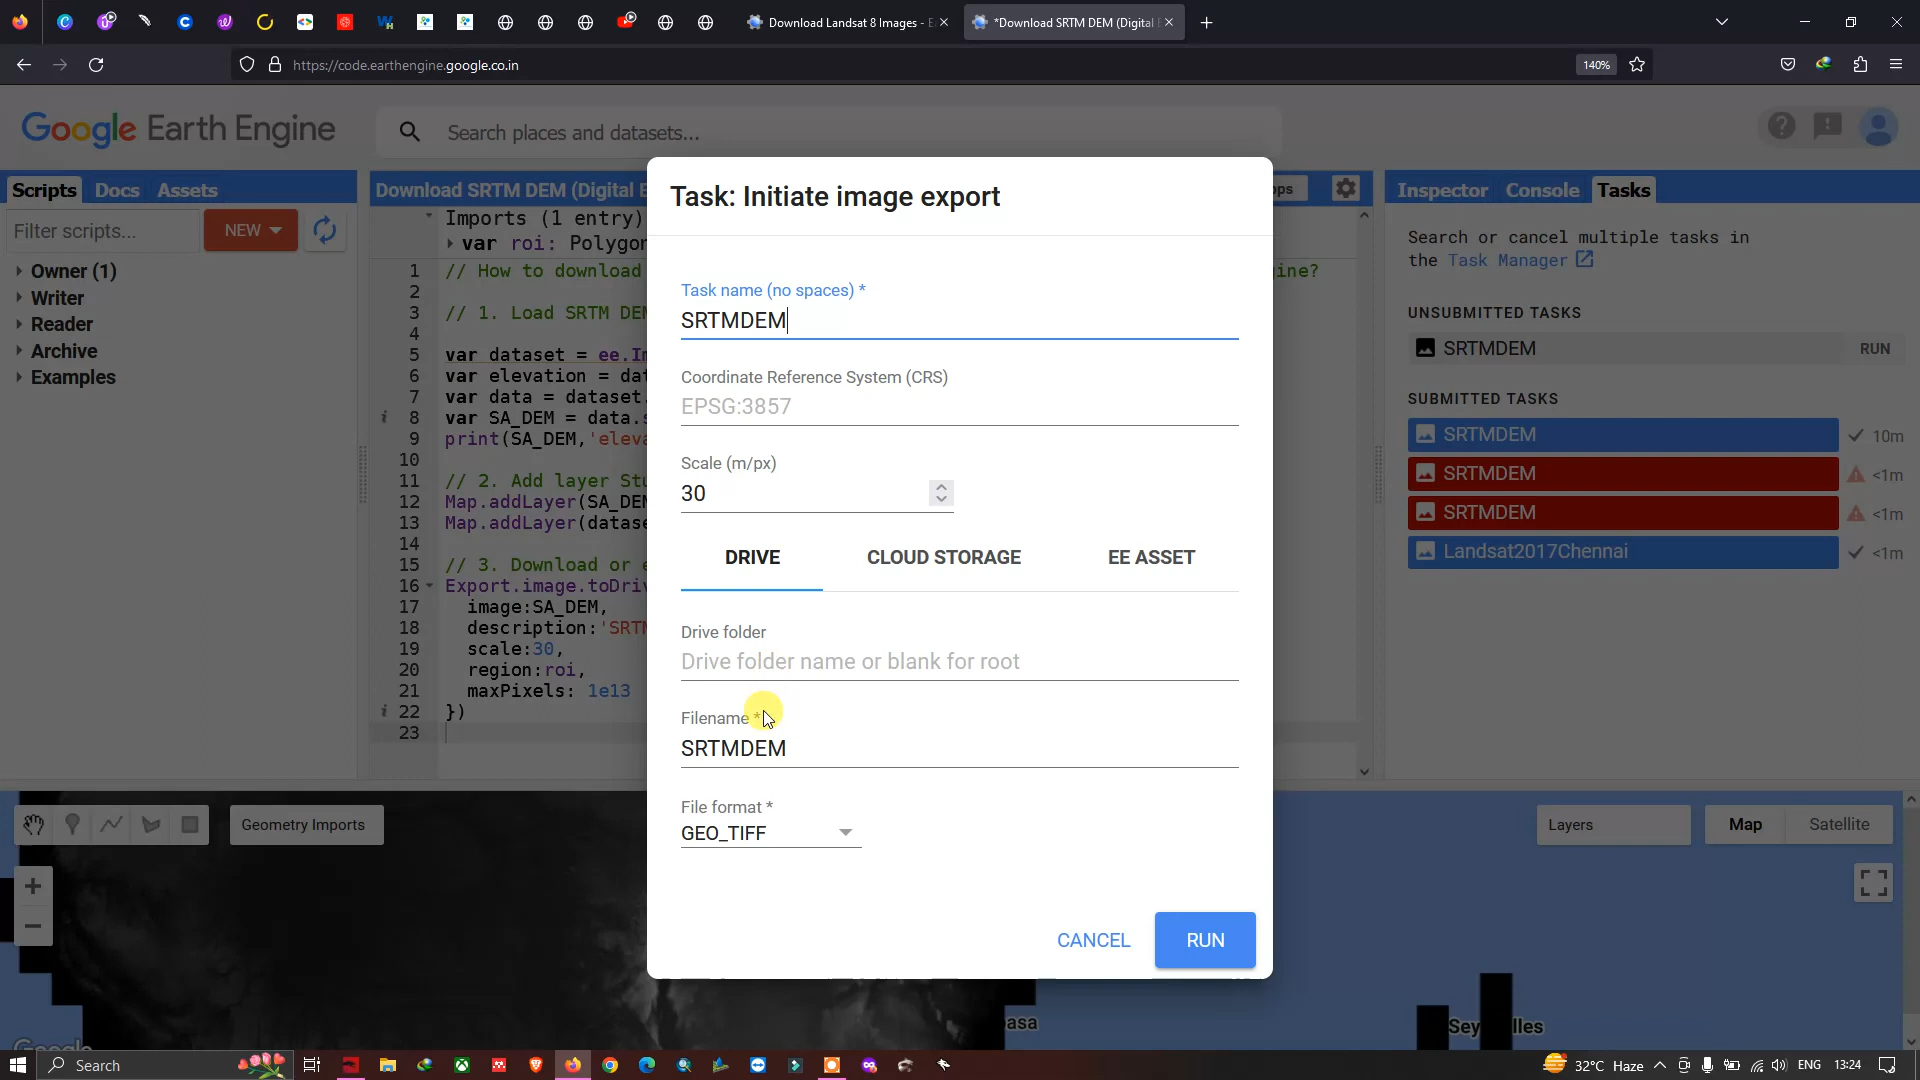 Download Landsat 8 Images - E
*Download SRTM DEM (Digital E
https://code.earthengine.google.co.in
140%
Google Earth Engine
Search places and datasets...
Scripts Docs Assets
Filter scripts...
NEW
Owner (1)
Writer
Reader
Archive
Examples
Download SRTM DEM (Digital E
ops
Imports (1 entry)
var roi: Polygon
1 // How to download
ine?
2
3 // 1. Load SRTM DEM
4
5 var dataset = ee.Im
6 var elevation = dat
7 var data = dataset.
8 var SA_DEM = data.s
9 print(SA_DEM,'eleva
10
11 // 2. Add layer Stu
12 Map.addLayer(SA_DEM
13 Map.addLayer(datase
14
15 // 3. Download or e
16 Export.image.toDriv
17 image:SA_DEM,
18 description:'SRTM
19 scale:30,
20 region:roi,
21 maxPixels: 1e13
22 })
23
Task: Initiate image export
Task name (no spaces) *
SRTMDEM
Coordinate Reference System (CRS)
EPSG:3857
Scale (m/px)
30
DRIVE
CLOUD STORAGE
EE ASSET
Drive folder
Drive folder name or blank for root
Filename *
SRTMDEM
File format *
GEO_TIFF
CANCEL
RUN
Inspector Console Tasks
Search or cancel multiple tasks in
the Task Manager
UNSUBMITTED TASKS
SRTMDEM
RUN
SUBMITTED TASKS
SRTMDEM
10m
SRTMDEM
<1m
SRTMDEM
<1m
Landsat2017Chennai
<1m
Geometry Imports
Layers
Map
Satellite
Google
asa
Sey lles
Search
32°C Haze
ENG
13:24